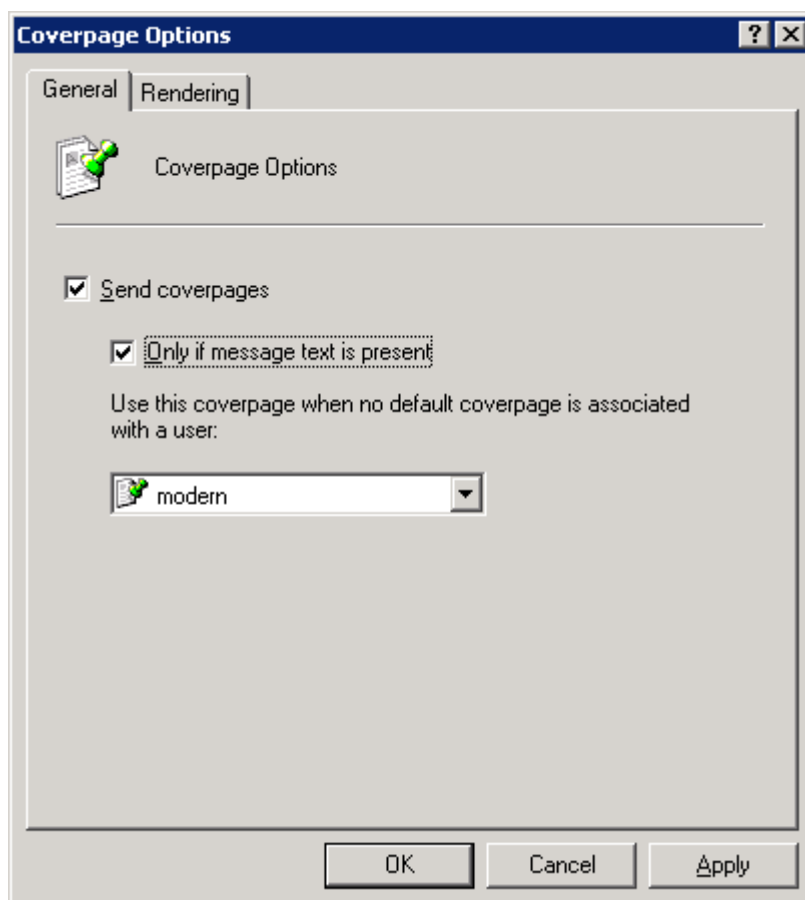 Coverpage Options
General
Rendering
Coverpage Options
Send coverpages
Only if message text is present
Use this coverpage when no default coverpage is associated
with a user:
modern
OK
Cancel
Apply